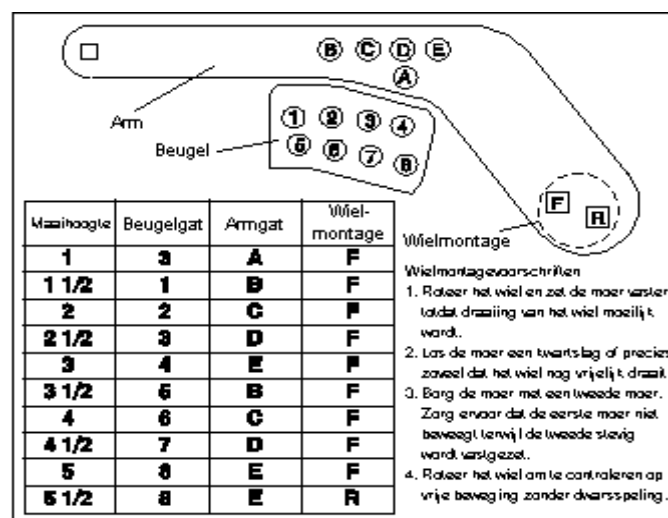 B C D E
A
Arm
1 2 3 4
Beugel
5 6 7 8
F R
Wielmontage
Maaihoogte Beugelgat Armgat Wiel-montage
1 3 A F
1 1/2 1 B F
2 2 C F
2 1/2 3 D F
3 4 E F
3 1/2 5 B F
4 6 C F
4 1/2 7 D F
5 8 E F
5 1/2 8 E R
Wielmontagevoorschriften
1. Roteer het wiel en zet de moer vaster
totdat draaiing van het wiel moeilijk
wordt.
2. Los de moer een kwartslag of precies
zoveel dat het wiel nog vrijelijk draait.
3. Borg de moer met een tweede moer.
Zorg ervoor dat de eerste moer niet
beweegt terwijl de tweede stevig
wordt vastgezet.
4. Roteer het wiel om te controleren op
vrije beweging zonder dwarsspeling.